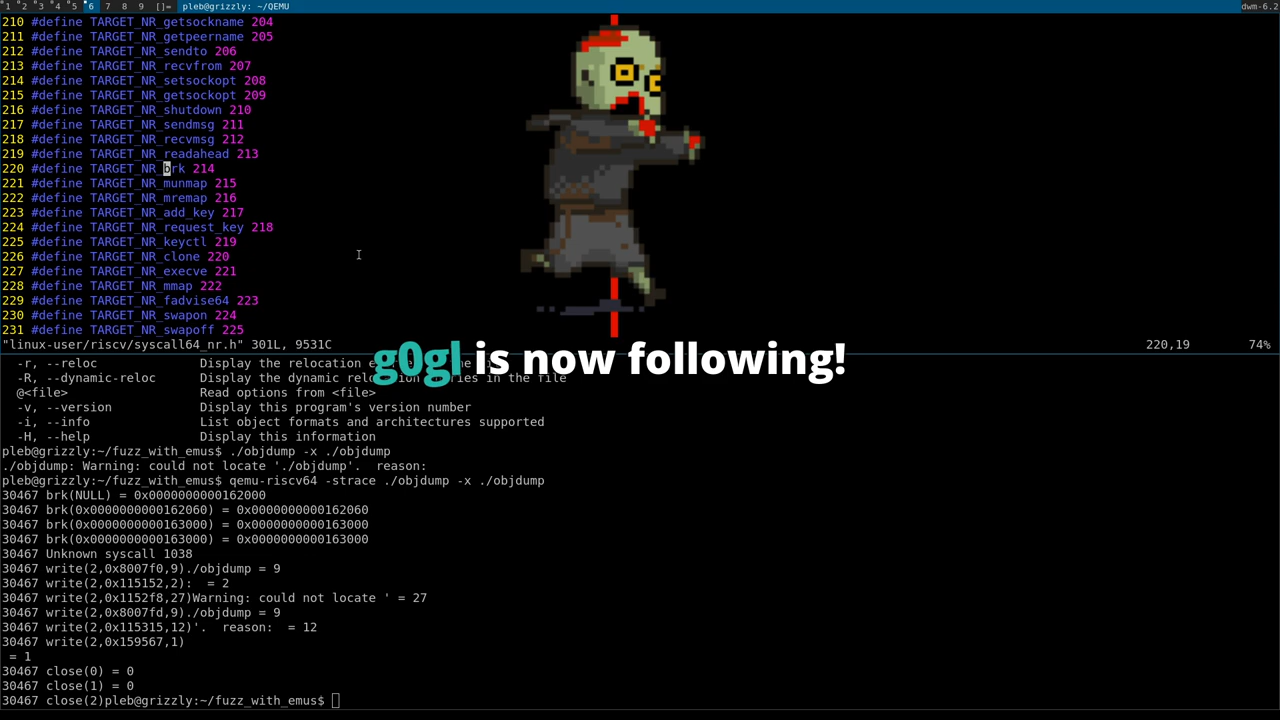 1 2 3 4 5 6 7 8 9 []= pleb@grizzly: ~/QEMU dwm-6.2
210 #define TARGET_NR_getsockname 204
211 #define TARGET_NR_getpeername 205
212 #define TARGET_NR_sendto 206
213 #define TARGET_NR_recvfrom 207
214 #define TARGET_NR_setsockopt 208
215 #define TARGET_NR_getsockopt 209
216 #define TARGET_NR_shutdown 210
217 #define TARGET_NR_sendmsg 211
218 #define TARGET_NR_recvmsg 212
219 #define TARGET_NR_readahead 213
220 #define TARGET_NR_brk 214
221 #define TARGET_NR_munmap 215
222 #define TARGET_NR_mremap 216
223 #define TARGET_NR_add_key 217
224 #define TARGET_NR_request_key 218
225 #define TARGET_NR_keyctl 219
226 #define TARGET_NR_clone 220
227 #define TARGET_NR_execve 221
228 #define TARGET_NR_mmap 222
229 #define TARGET_NR_fadvise64 223
230 #define TARGET_NR_swapon 224
231 #define TARGET_NR_swapoff 225
"linux-user/riscv/syscall64_nr.h" 301L, 9531C 220,19 74%
g0gl is now following!
-r, --reloc Display the relocation
-R, --dynamic-reloc Display the dynamic in the file
@<file> Read options from <file>
-v, --version Display this program's version number
-i, --info List object formats and architectures supported
-H, --help Display this information
pleb@grizzly:~/fuzz_with_emus$ ./objdump -x ./objdump
./objdump: Warning: could not locate './objdump'.  reason:
pleb@grizzly:~/fuzz_with_emus$ qemu-riscv64 -strace ./objdump -x ./objdump
30467 brk(NULL) = 0x0000000000162000
30467 brk(0x0000000000162060) = 0x0000000000162060
30467 brk(0x0000000000163000) = 0x0000000000163000
30467 brk(0x0000000000163000) = 0x0000000000163000
30467 Unknown syscall 1038
30467 write(2,0x8007f0,9)./objdump = 9
30467 write(2,0x115152,2):  = 2
30467 write(2,0x1152f8,27)Warning: could not locate ' = 27
30467 write(2,0x8007fd,9)./objdump = 9
30467 write(2,0x115315,12)'.  reason:  = 12
30467 write(2,0x159567,1)
 = 1
30467 close(0) = 0
30467 close(1) = 0
30467 close(2)pleb@grizzly:~/fuzz_with_emus$